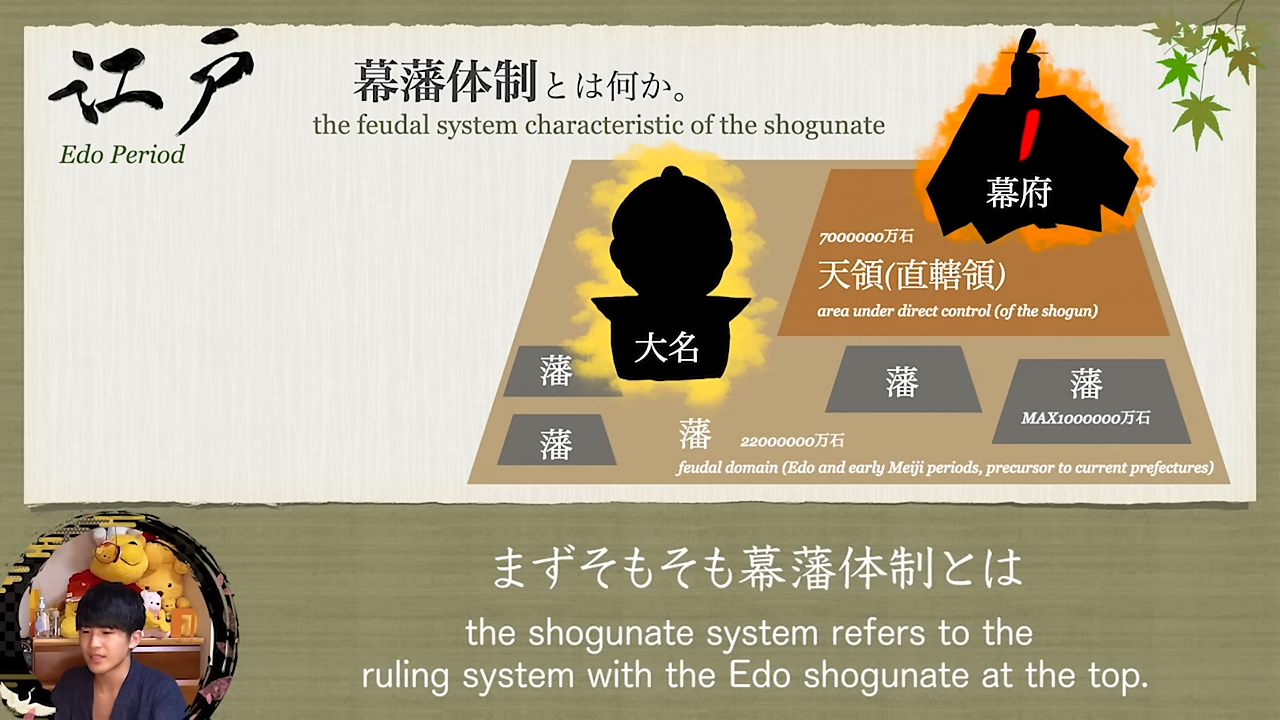 江戸
Edo Period
幕藩体制とは何か。
the feudal system characteristic of the shogunate
幕府
7000000万石
天領(直轄領)
area under direct control (of the shogun)
大名
藩
藩
藩
藩
MAX1000000万石
藩 22000000万石
feudal domain (Edo and early Meiji periods, precursor to current prefectures)
まずそもそも幕藩体制とは
the shogunate system refers to the
ruling system with the Edo shogunate at the top.